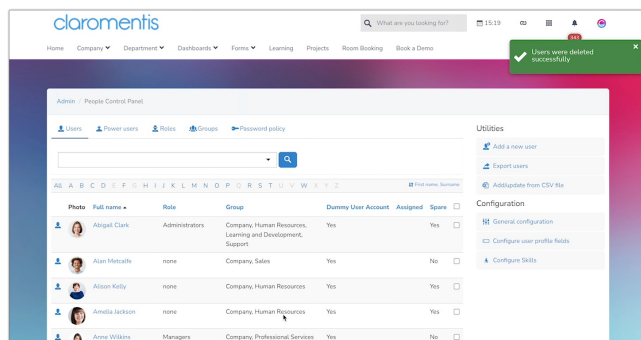 claromentis
What are you looking for?
15:19
343
Home Company Department Dashboards Forms Learning Projects Room Booking Book a Demo
Users were deleted
successfully
×
Admin / People Control Panel
Users Power users Roles Groups Password policy
All A B C D E F G H I J K L M N O P Q R S T U V W X Y Z
First name, Surname
Photo Full name Role Group Dummy User Account Assigned Spare
Abigail Clark Administrators Company, Human Resources, Yes Yes
Learning and Development,
Support
Alan Metcalfe none Company, Sales Yes No
Alison Kelly none Company, Human Resources Yes Yes
Amelia Jackson none Company, Human Resources Yes Yes
Anne Wilkins Managers Company, Professional Services Yes No
Utilities
Add a new user
Export users
Add/update from CSV file
Configuration
General configuration
Configure user profile fields
Configure Skills